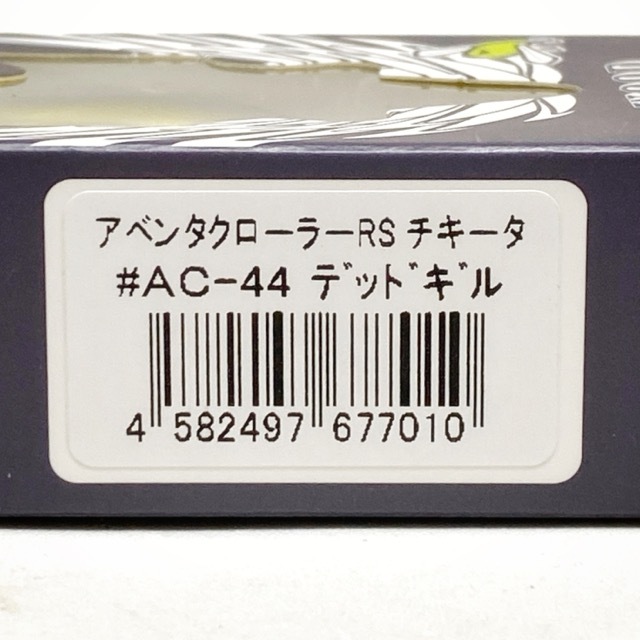 アベンタクローラーRS チキータ
#AC-44 ﾃﾞｯﾄﾞｷﾞﾙ
4 582497 677010